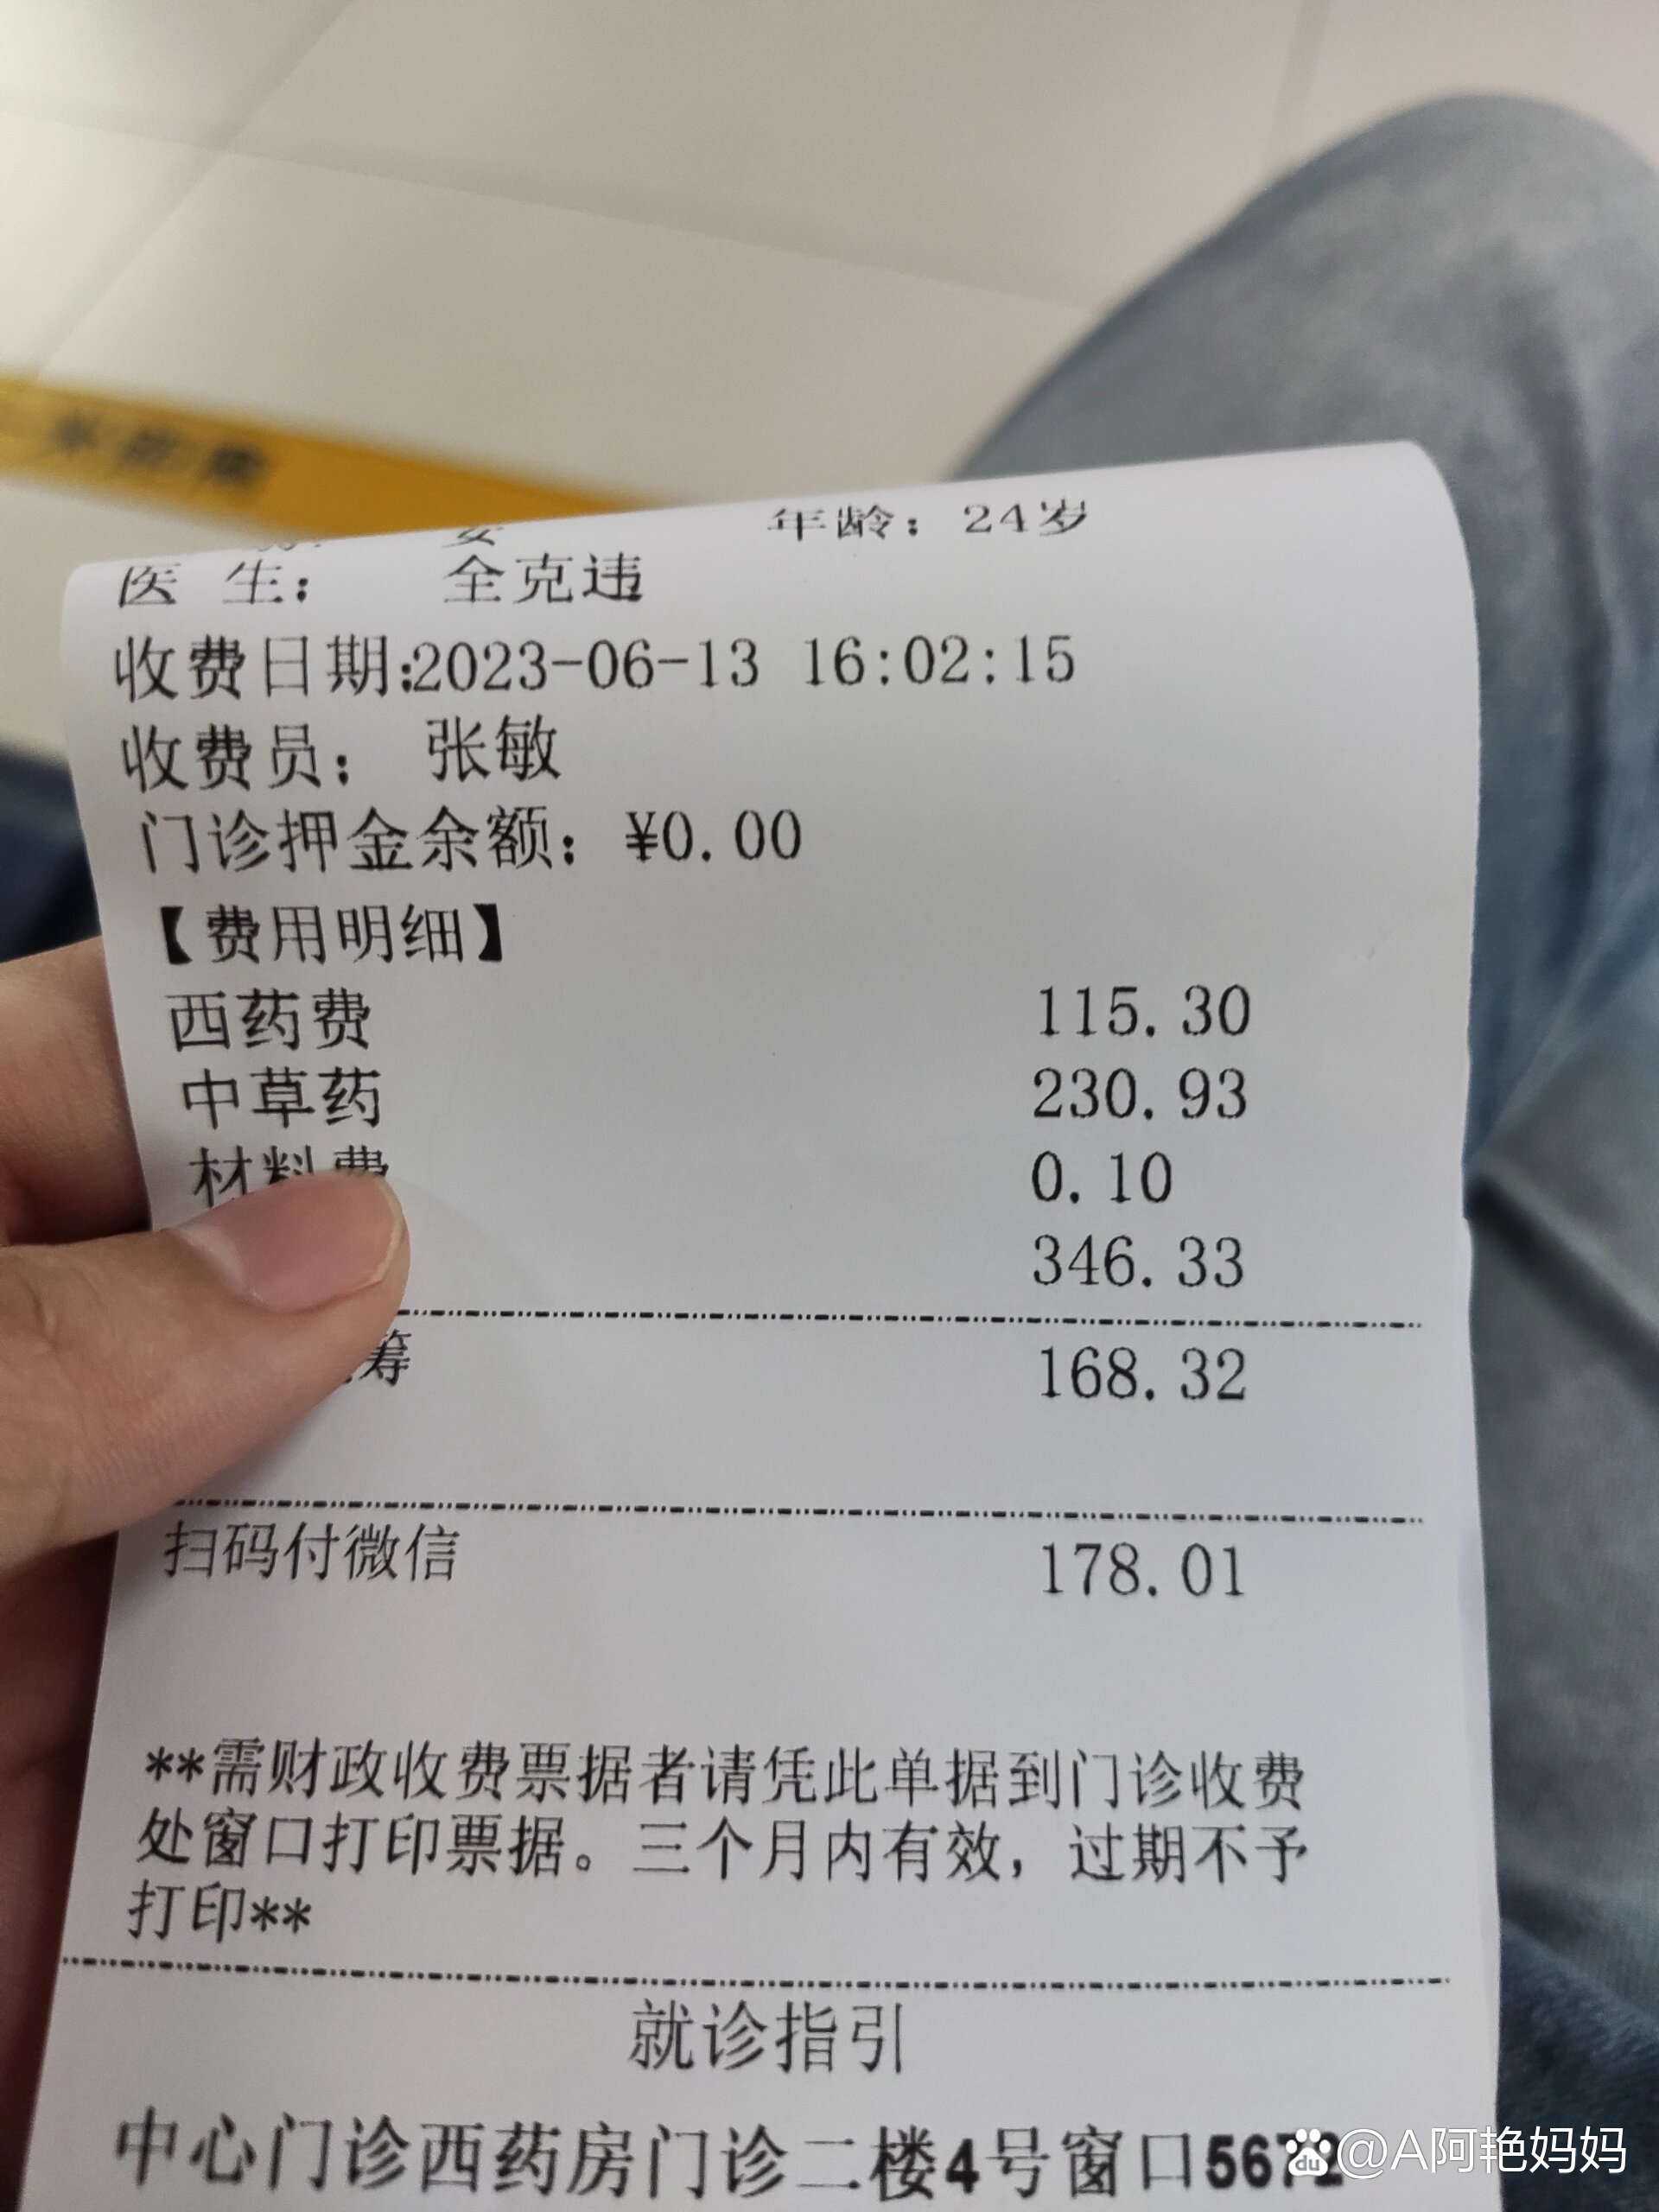 年龄：24岁
医 生： 全克违
收费日期:2023-06-13 16:02:15
收费员： 张敏
门诊押金余额：¥0.00
【费用明细】
西药费 115.30
中草药 230.93
材料费 0.10
346.33
筹 168.32
扫码付微信 178.01
**需财政收费票据者请凭此单据到门诊收费
处窗口打印票据。三个月内有效，过期不予
打印**
就诊指引
中心门诊西药房门诊二楼4号窗口567
du @A阿艳妈妈